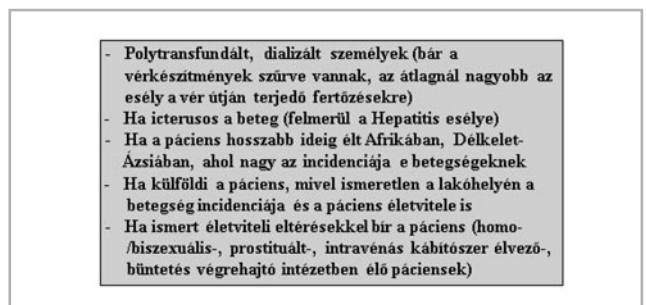 - Polytransfundált, dializált személyek (bár a
vérkészítmények szűrve vannak, az átlagnál nagyobb az
esély a vér útján terjedő fertőzésekre)
- Ha icterusos a beteg (felmerül a Hepatitis esélye)
- Ha a páciens hosszabb ideig élt Afrikában, Délkelet-
Ázsiában, ahol nagy az incidenciája e betegségeknek
- Ha külföldi a páciens, mivel ismeretlen a lakóhelyén a
betegség incidenciája és a páciens életvitele is
- Ha ismert életviteli eltérésekkel bír a páciens (homo-
/biszexuális-, prostituált-, intravénás kábítószer élvező-,
büntetés végrehajtó intézetben élő páciensek)